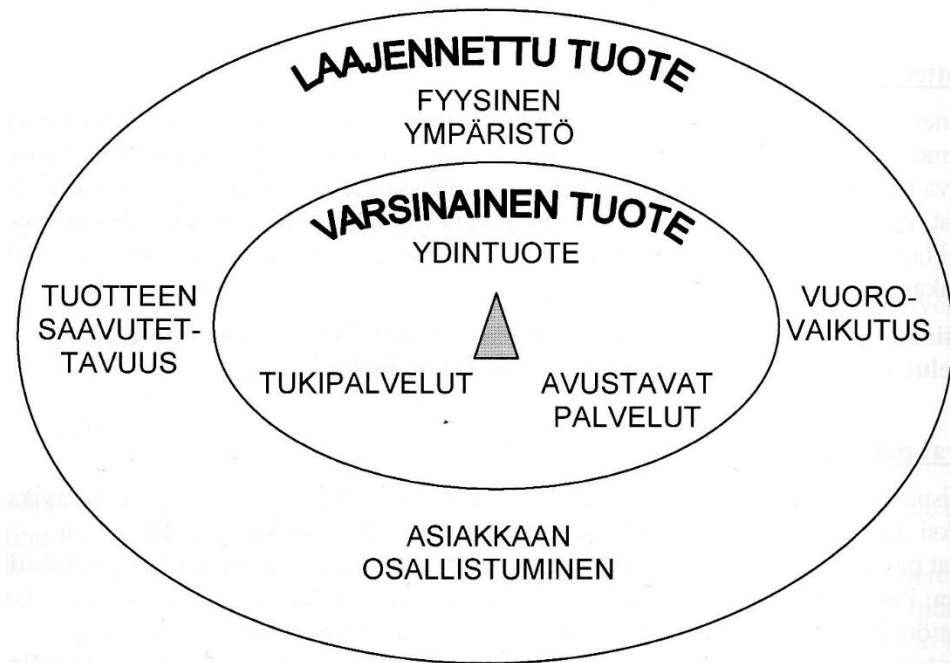 LAAJENNETTU TUOTE
FYYSINEN
YMPÄRISTÖ
VARSINAINEN TUOTE
YDINTUOTE
TUOTTEEN
SAAVUTET-
TAVUUS
VUORO-
VAIKUTUS
TUKIPALVELUT
AVUSTAVAT
PALVELUT
ASIAKKAAN
OSALLISTUMINEN